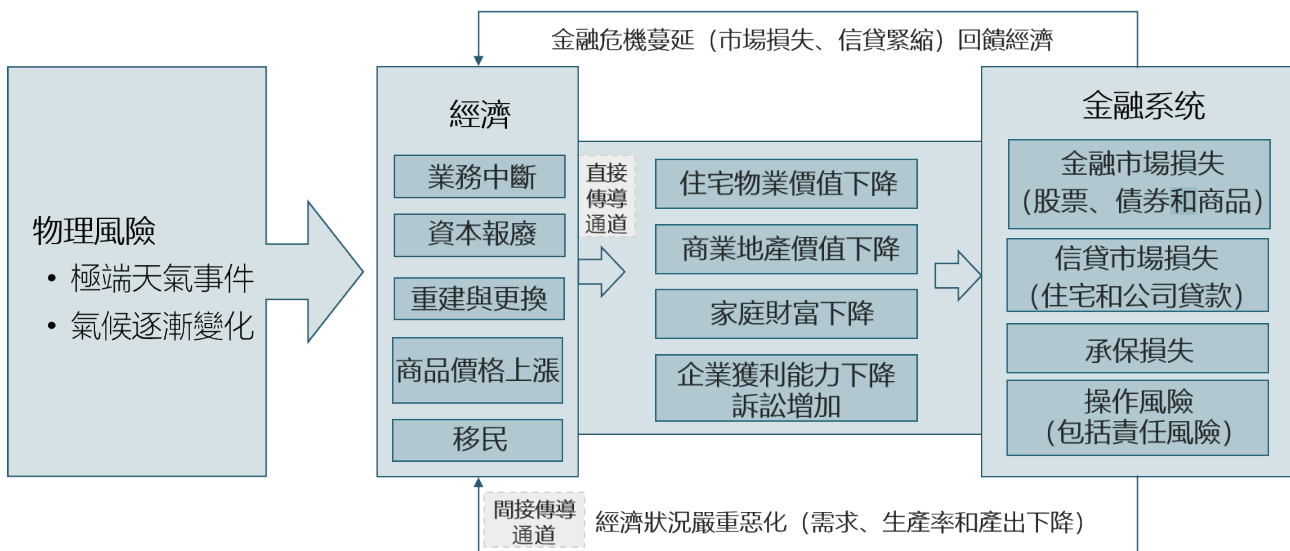 金融危機蔓延（市場損失、信貸緊縮）回饋經濟
物理風險
• 極端天氣事件
• 氣候逐漸變化
經濟
業務中斷
資本報廢
重建與更換
商品價格上漲
移民
直接
傳導
通道
住宅物業價值下降
商業地產價值下降
家庭財富下降
企業獲利能力下降
訴訟增加
金融系统
金融市場損失
(股票、債券和商品)
信貸市場損失
(住宅和公司貸款)
承保損失
操作風險
(包括責任風險)
間接傳導
通道
經濟狀況嚴重惡化（需求、生產率和產出下降）